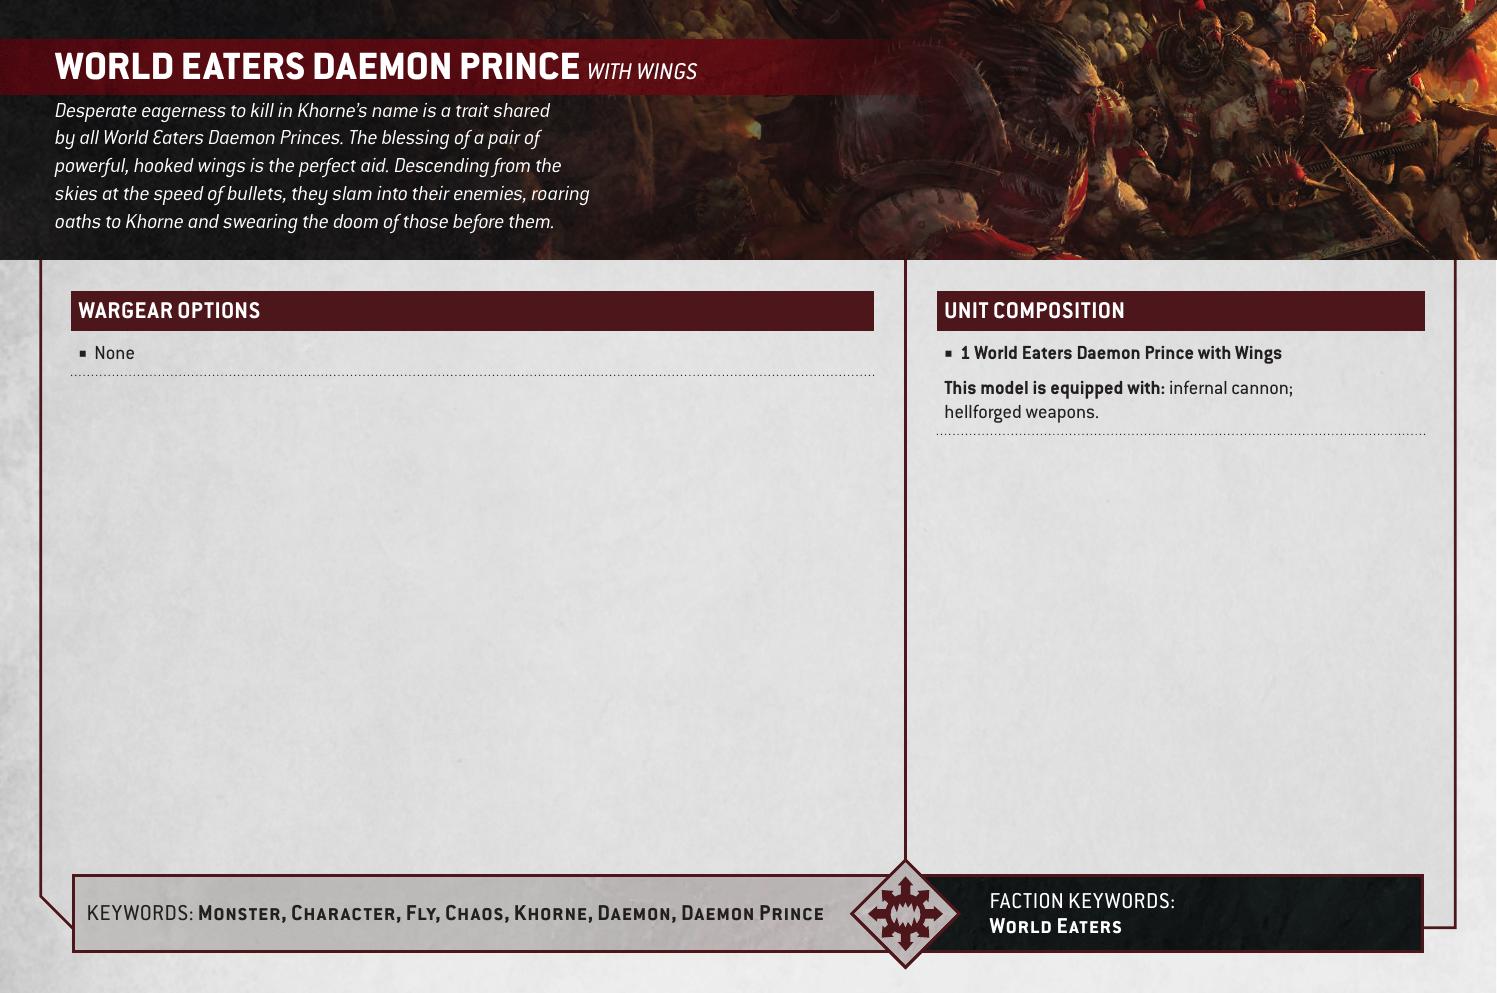 WORLD EATERS DAEMON PRINCE WITH WINGS
Desperate eagerness to kill in Khorne's name is a trait shared
by all World Eaters Daemon Princes. The blessing of a pair of
powerful, hooked wings is the perfect aid. Descending from the
skies at the speed of bullets, they slam into their enemies, roaring
oaths to Khorne and swearing the doom of those before them.
WARGEAR OPTIONS
▪ None
UNIT COMPOSITION
▪ 1 World Eaters Daemon Prince with Wings
This model is equipped with: infernal cannon;
hellforged weapons.
KEYWORDS: Monster, Character, Fly, Chaos, Khorne, Daemon, Daemon Prince
FACTION KEYWORDS:
World Eaters